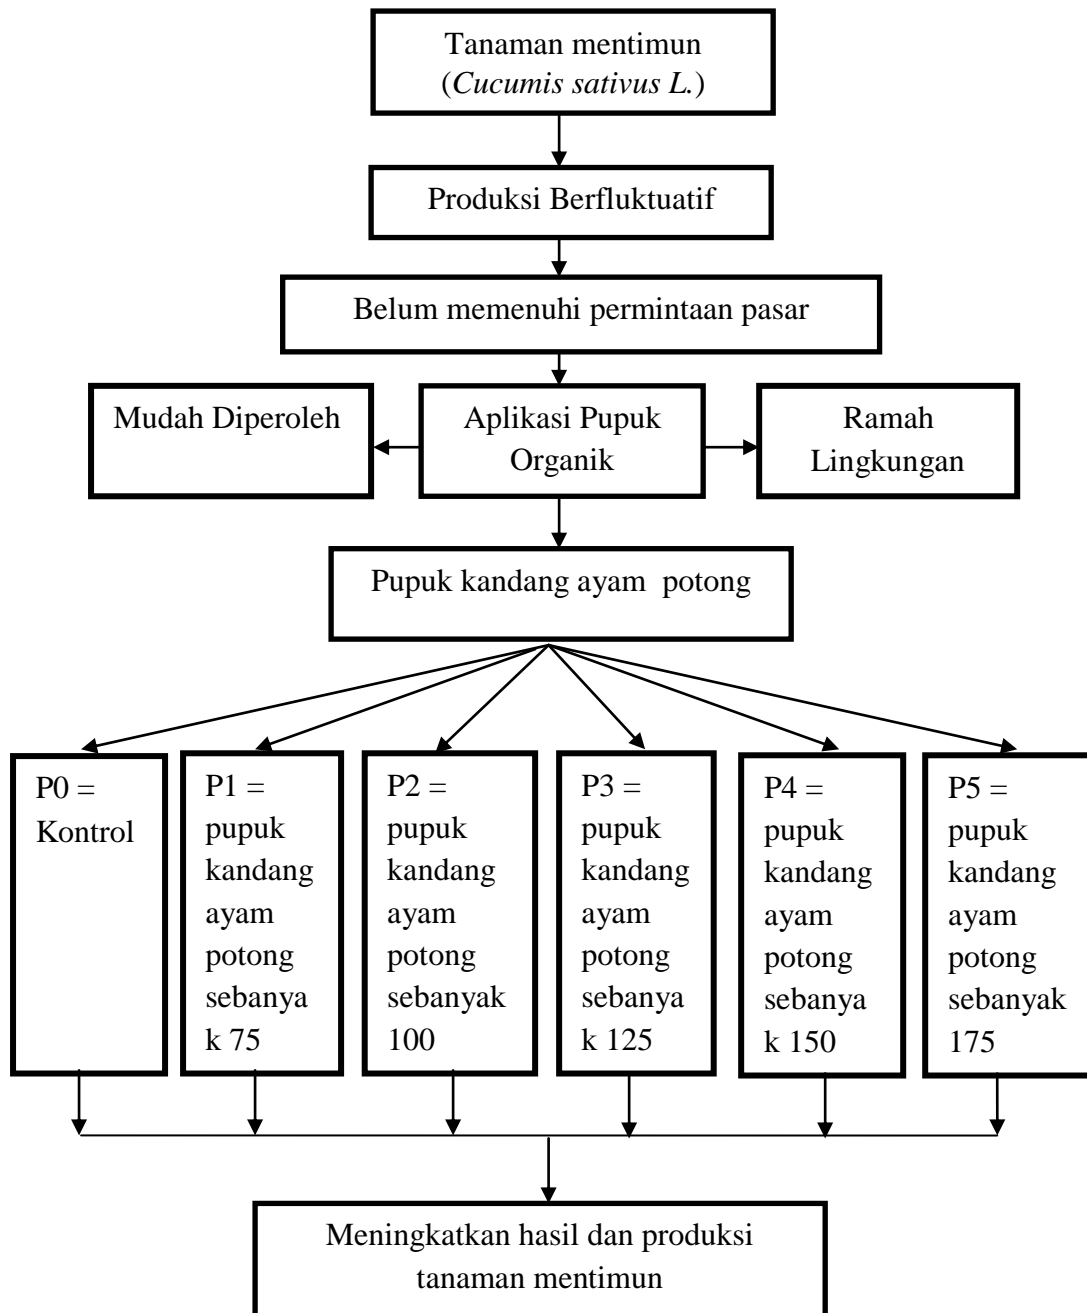 Tanaman mentimun
(Cucumis sativus L.)
Produksi Berfluktuatif
Belum memenuhi permintaan pasar
Mudah Diperoleh
Aplikasi Pupuk
Organik
Ramah
Lingkungan
Pupuk kandang ayam  potong
P0 =
Kontrol
P1 =
pupuk
kandang
ayam
potong
sebanya
k 75
P2 =
pupuk
kandang
ayam
potong
sebanyak
100
P3 =
pupuk
kandang
ayam
potong
sebanya
k 125
P4 =
pupuk
kandang
ayam
potong
sebanya
k 150
P5 =
pupuk
kandang
ayam
potong
sebanyak
175
Meningkatkan hasil dan produksi
tanaman mentimun